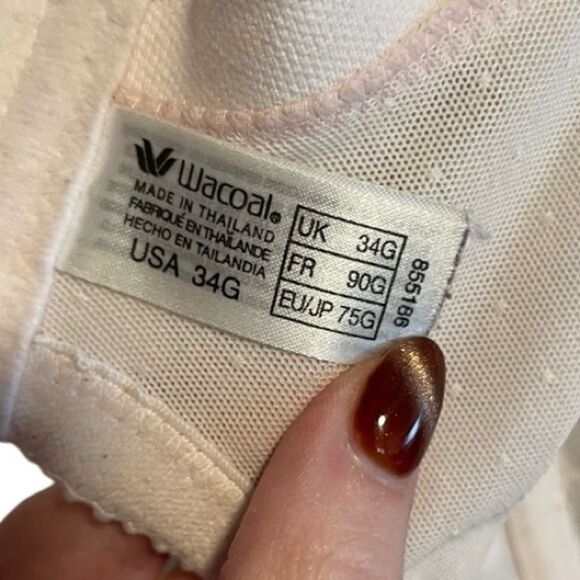 Wacoal®
MADE IN THAILAND
FABRIQUÉ EN THAÏLANDE
HECHO EN TAILANDIA
USA 34G
UK 34G
FR 90G
EU/JP 75G
855186